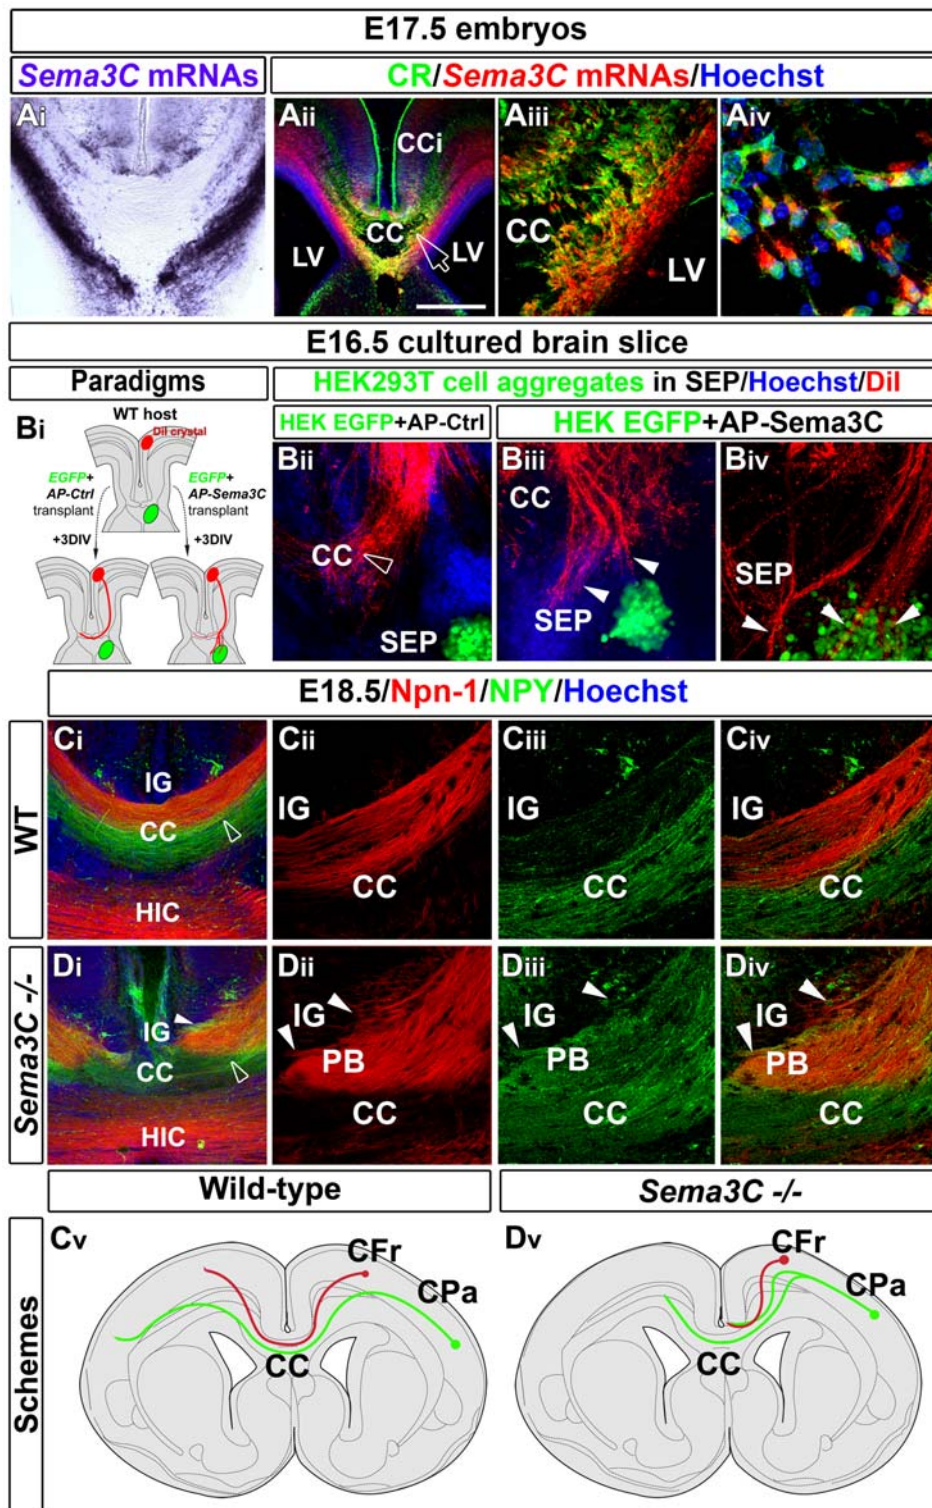 E17.5 embryos
Sema3C mRNAs
CR/Sema3C mRNAs/Hoechst
Ai
Aii
CCi
CC
LV
LV
Aiii
CC
LV
Aiv
E16.5 cultured brain slice
Paradigms
HEK293T cell aggregates in SEP/Hoechst/DiI
HEK EGFP+AP-Ctrl
HEK EGFP+AP-Sema3C
Bi
WT host
DiI crystal
EGFP+
AP-Ctrl
transplant
EGFP+
AP-Sema3C
transplant
+3DIV
+3DIV
Bii
CC
SEP
Biii
CC
SEP
Biv
SEP
E18.5/Npn-1/NPY/Hoechst
WT
Ci
IG
CC
HIC
Cii
IG
CC
Ciii
IG
CC
Civ
IG
CC
Sema3C -/-
Di
IG
CC
HIC
Dii
IG
PB
CC
Diii
IG
PB
CC
Div
IG
PB
CC
Wild-type
Sema3C -/-
Schemes
Cv
CFr
CPa
CC
Dv
CFr
CPa
CC